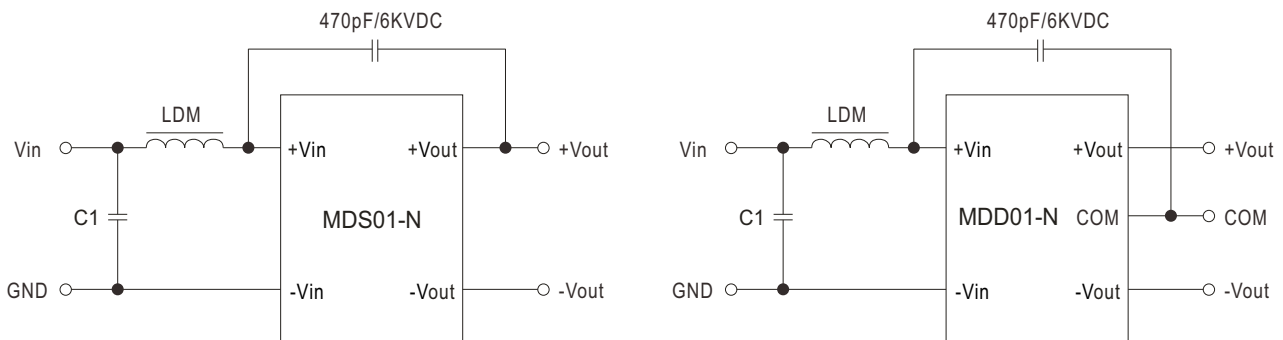 470pF/6KVDC
LDM
Vin
+Vin
+Vout
+Vout
C1
MDS01-N
GND
-Vin
-Vout
-Vout
470pF/6KVDC
LDM
Vin
+Vin
+Vout
+Vout
C1
MDD01-N
COM
COM
GND
-Vin
-Vout
-Vout